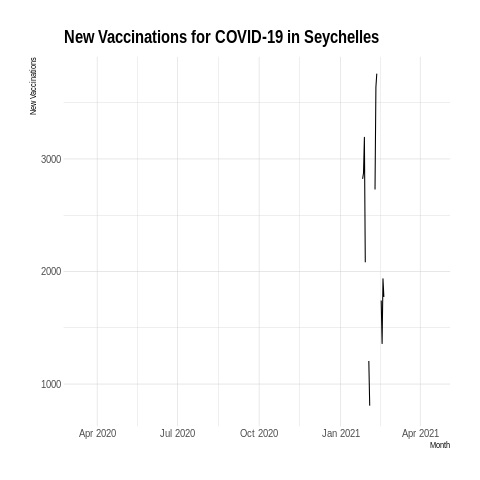 New Vaccinations for COVID-19 in Seychelles
New Vaccinations
3000
2000
1000
Apr 2020 Jul 2020 Oct 2020 Jan 2021 Apr 2021
Month